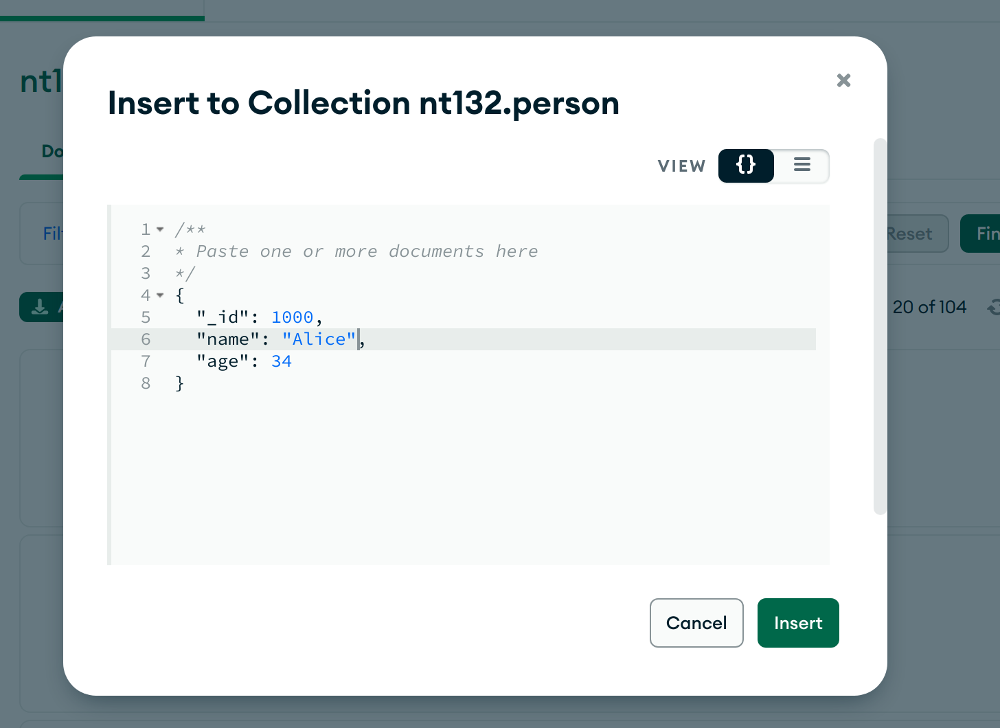 nt1
Insert to Collection nt132.person
Do
VIEW {}
Filt
Reset
Fin
1 /**
2 * Paste one or more documents here
3 */
4 {
5 "_id": 1000,
6 "name": "Alice",
7 "age": 34
8 }
A
20 of 104
Cancel
Insert